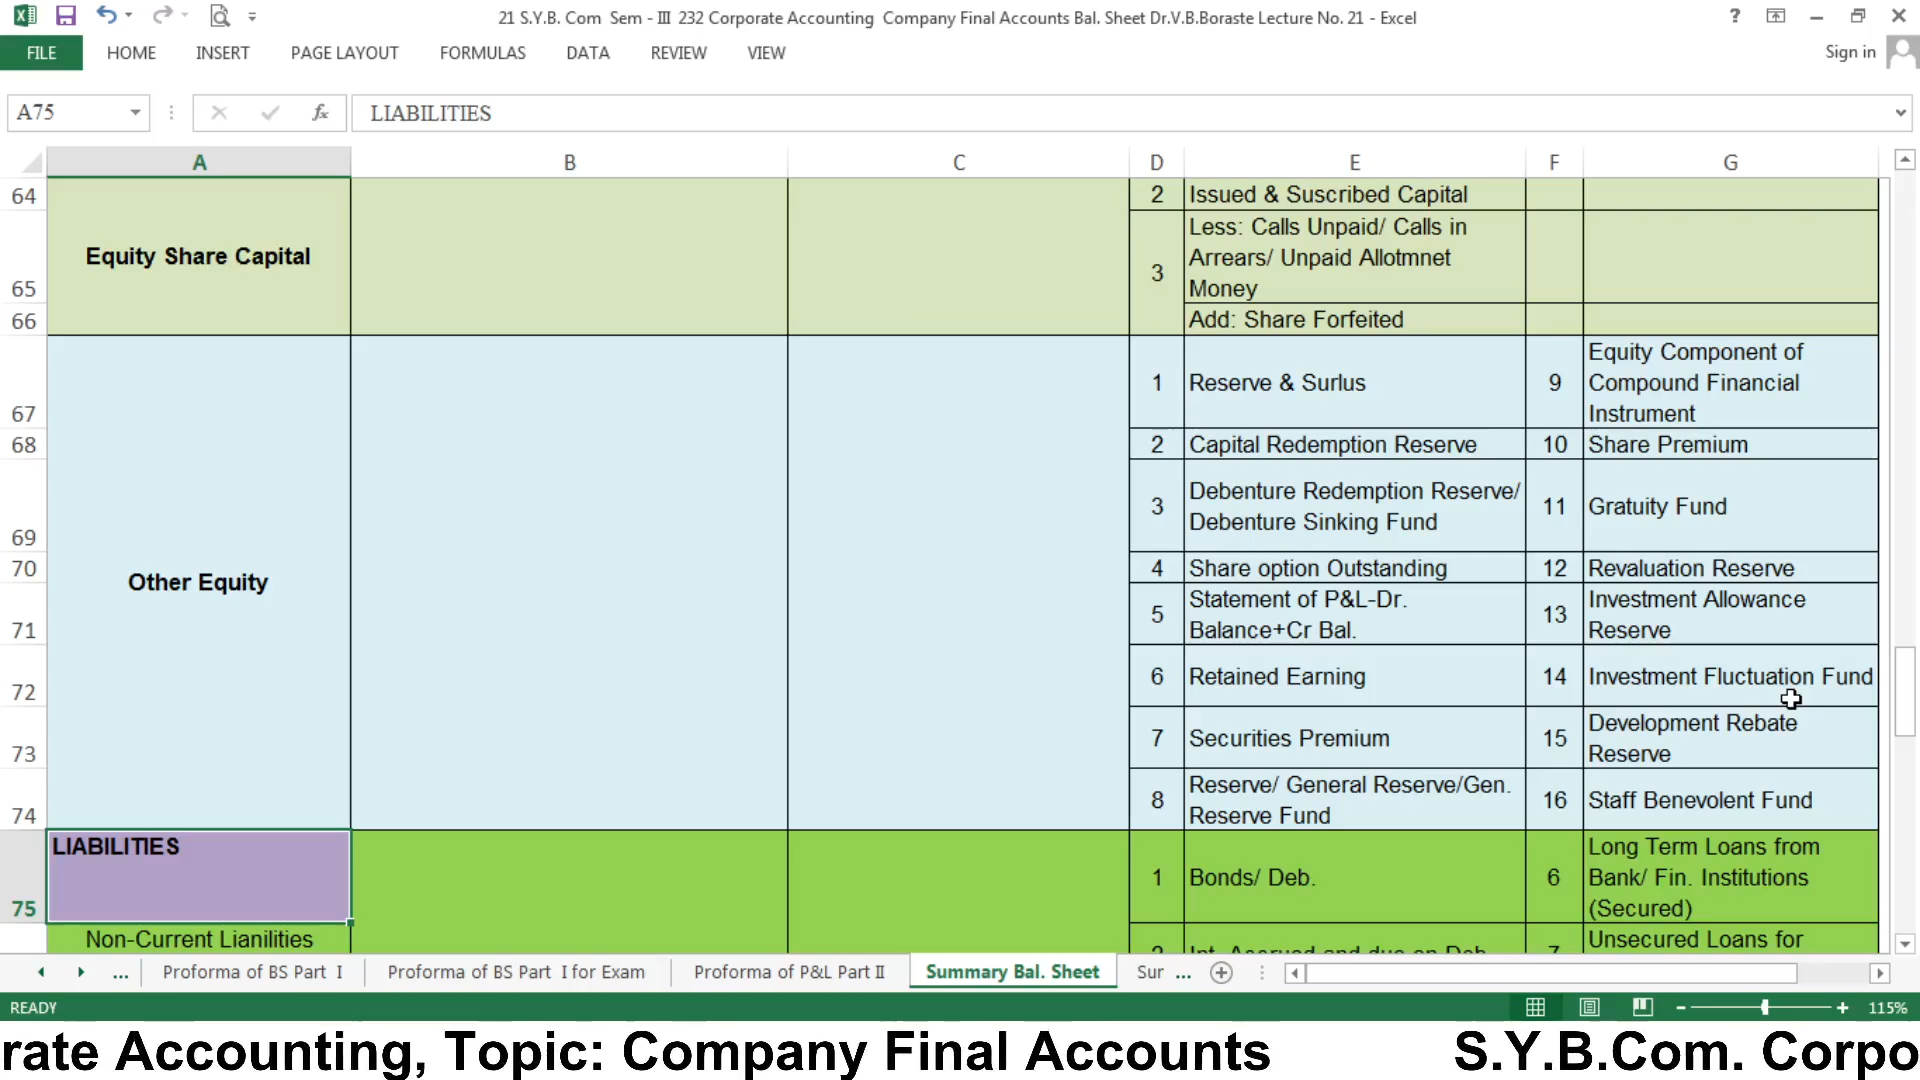 21 S.Y.B. Com  Sem - III  232 Corporate Accounting   Company Final Accounts Bal. Sheet Dr.V.B.Boraste Lecture No. 21 - Excel
FILE HOME INSERT PAGE LAYOUT FORMULAS DATA REVIEW VIEW Sign in
A75 fx LIABILITIES
A B C D E F G
64 2 Issued & Suscribed Capital
Equity Share Capital
65 3 Less: Calls Unpaid/ Calls in
Arrears/ Unpaid Allotmnet
Money
66 Add: Share Forfeited
Other Equity
67 1 Reserve & Surlus 9 Equity Component of
Compound Financial
Instrument
68 2 Capital Redemption Reserve 10 Share Premium
69 3 Debenture Redemption Reserve/
Debenture Sinking Fund 11 Gratuity Fund
70 4 Share option Outstanding 12 Revaluation Reserve
71 5 Statement of P&L-Dr.
Balance+Cr Bal. 13 Investment Allowance
Reserve
72 6 Retained Earning 14 Investment Fluctuation Fund
73 7 Securities Premium 15 Development Rebate
Reserve
74 8 Reserve/ General Reserve/Gen.
Reserve Fund 16 Staff Benevolent Fund
75 LIABILITIES 1 Bonds/ Deb. 6 Long Term Loans from
Bank/ Fin. Institutions
(Secured)
Non-Current Lianilities 2 Int. Accrued and due on Deb 7 Unsecured Loans for
... Proforma of BS Part  I Proforma of BS Part  I for Exam Proforma of P&L Part II Summary Bal. Sheet Sur ...
READY 115%
rate Accounting, Topic: Company Final Accounts S.Y.B.Com. Corpo